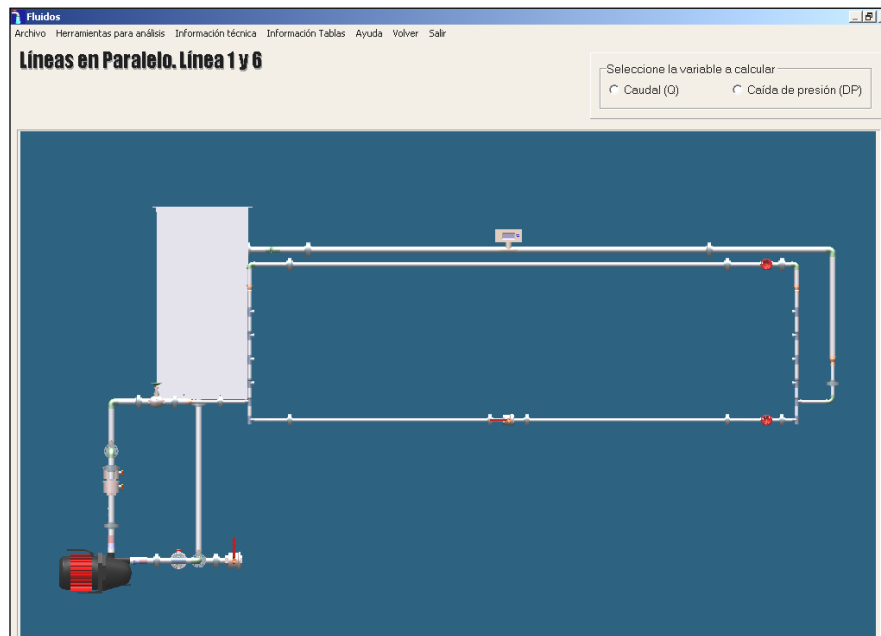 Fluidos
Archivo Herramientas para análisis Información técnica Información Tablas Ayuda Volver Salir
Líneas en Paralelo. Línea 1 y 6
Seleccione la variable a calcular
Caudal (Q) Caída de presión (DP)